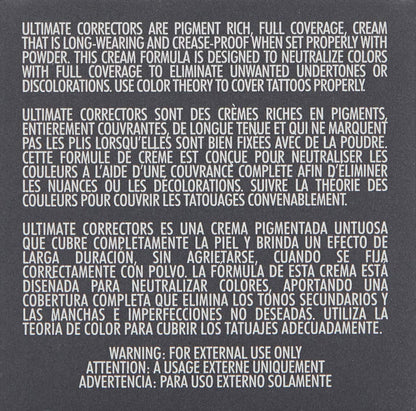 ULTIMATE CORRECTORS ARE PIGMENT RICH, FULL COVERAGE, CREAM
THAT IS LONG-WEARING AND CREASE-PROOF WHEN SET PROPERLY WITH
POWDER. THIS CREAM FORMULA IS DESIGNED TO NEUTRALIZE COLORS
WITH FULL COVERAGE TO ELIMINATE UNWANTED UNDERTONES OR
DISCOLORATIONS. USE COLOR THEORY TO COVER TATTOOS PROPERLY.
ULTIMATE CORRECTORS SONT DES CRÈMES RICHES EN PIGMENTS,
ENTIEREMENT COUVRANTES, DE LONGUE TENUE ET QUI NE MARQUENT
PAS LES PLIS LORSQU'ELLES SONT BIEN FIXÉES AVEC DE LA POUDRE.
CETTE FORMULE DE CREME EST CONÇUE POUR NEUTRALISER LES
COULEURS A L'AIDE D'UNE COUVRANCE COMPLETE AFIN D'ELIMINER
LES NUANCES OU LES DÉCOLORATIONS. SUIVRE LA THÉORIE DES
COULEURS POUR COUVRIR LES TATOUAGES CONVENABLEMENT.
ULTIMATE CORRECTORS ES UNA CREMA PIGMENTADA UNTUOSA
QUE CUBRE COMPLETAMENTE LA PIEL Y BRINDA UN EFECTO DE
LARGA DURACIÓN, SIN AGRIETARSE, CUANDO SE FIJA
CORRECTAMENTE CON POLVO. LA FÓRMULA DE ESTA CREMA ESTÁ
DISENADA PARA NEUTRALIZAR COLORES, APORTANDO UNA
COBERTURA COMPLETA QUE ELIMINA LOS TONOS SECUNDARIOS Y
LAS MANCHAS E IMPERFECCIONES NO DESEADAS. UTILIZA LA
TEORÍA DE COLOR PARA CUBRIR LOS TATUAJES ADECUADAMENTE.
WARNING: FOR EXTERNAL USE ONLY
ATTENTION: A USAGE EXTERNE UNIQUEMENT
ADVERTENCIA: PARA USO EXTERNO SOLAMENTE